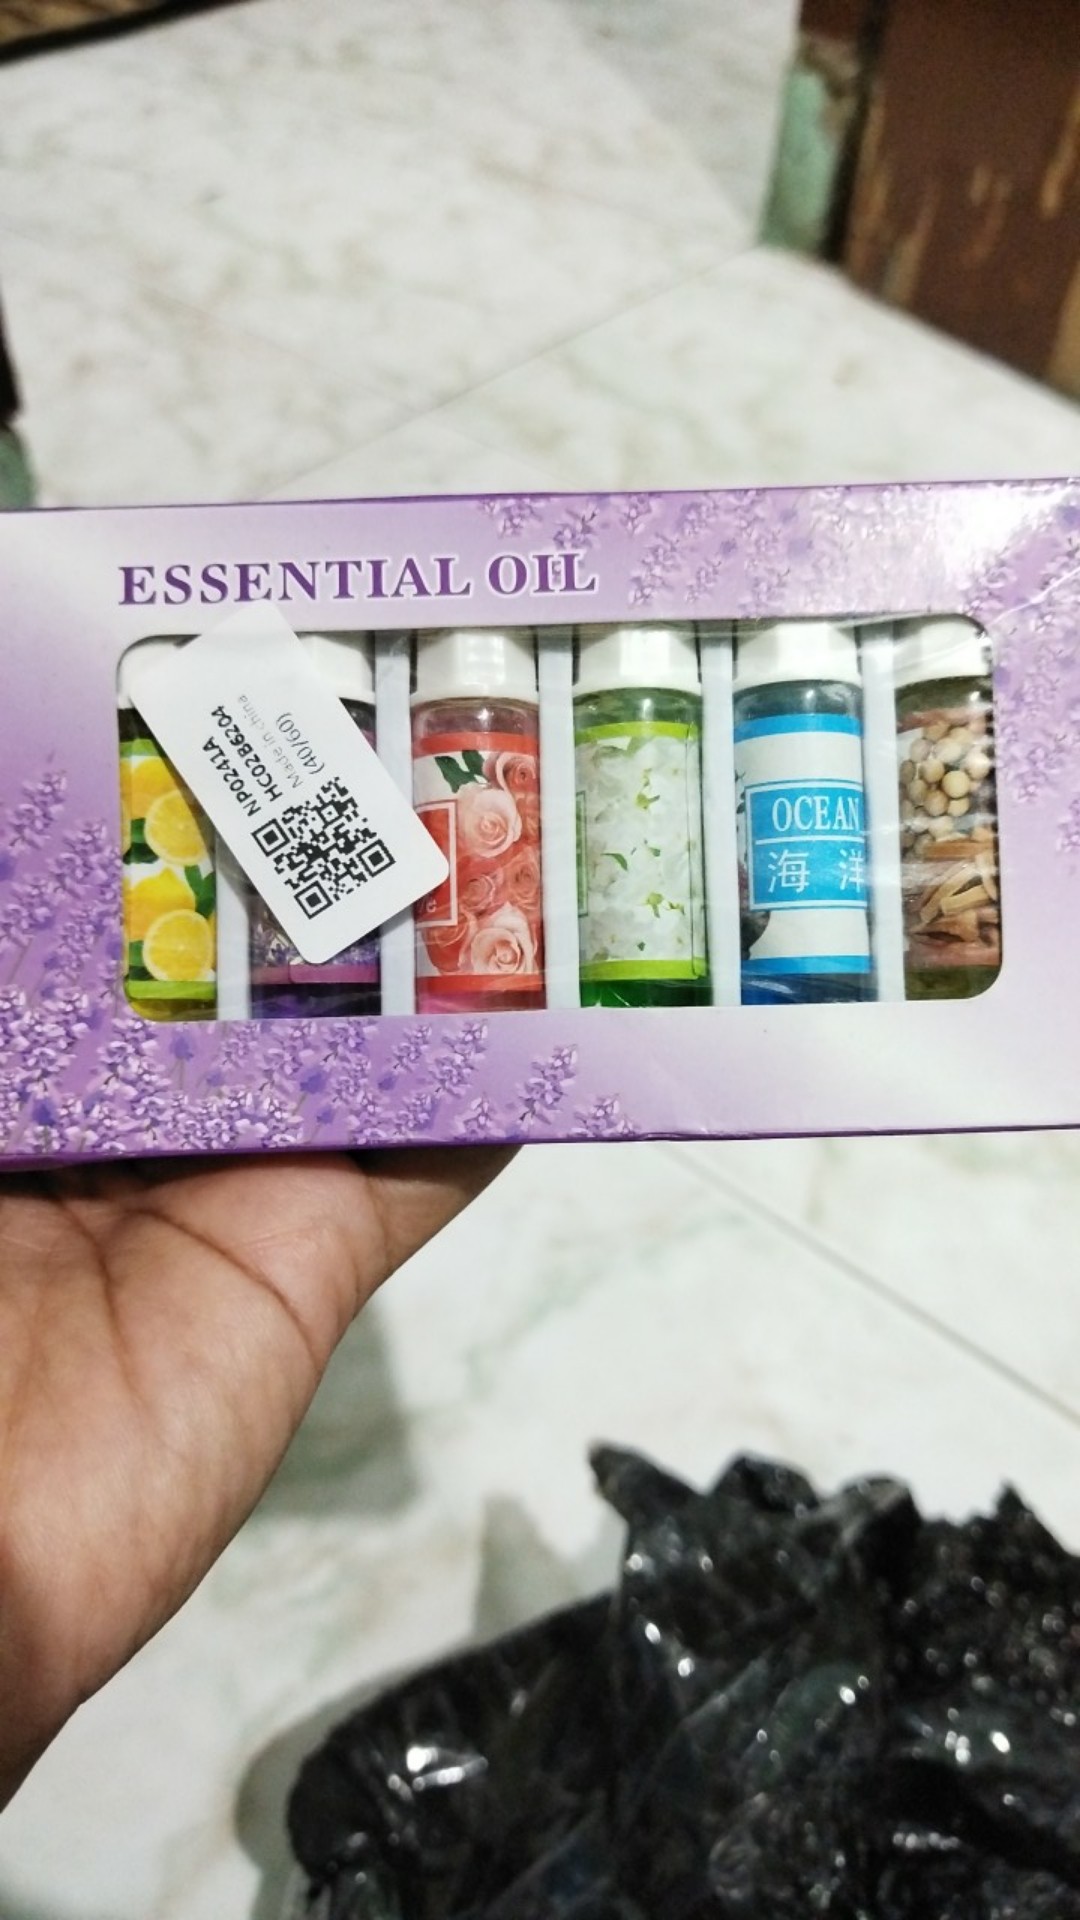 ESSENTIAL OIL
NP0241A
HC02B6204
Made in china
(40/60)
OCEAN
海洋